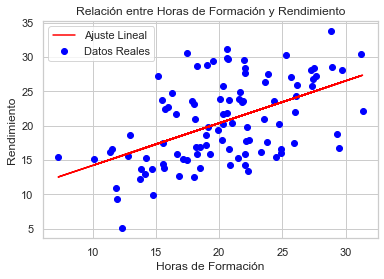 Relación entre Horas de Formación y Rendimiento
Ajuste Lineal
Datos Reales
Rendimiento
35
30
25
20
15
10
5
10 15 20 25 30
Horas de Formación